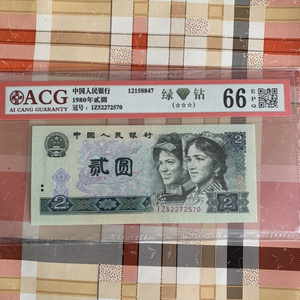 ACG
AI CANG GUARANTY
中国人民银行
12158847
1980年贰圆
冠号: IZ52272570
绿
钻
(☆☆☆)
66
E
P
Q
中国人民银行
贰圆
2
2
IZ52272570